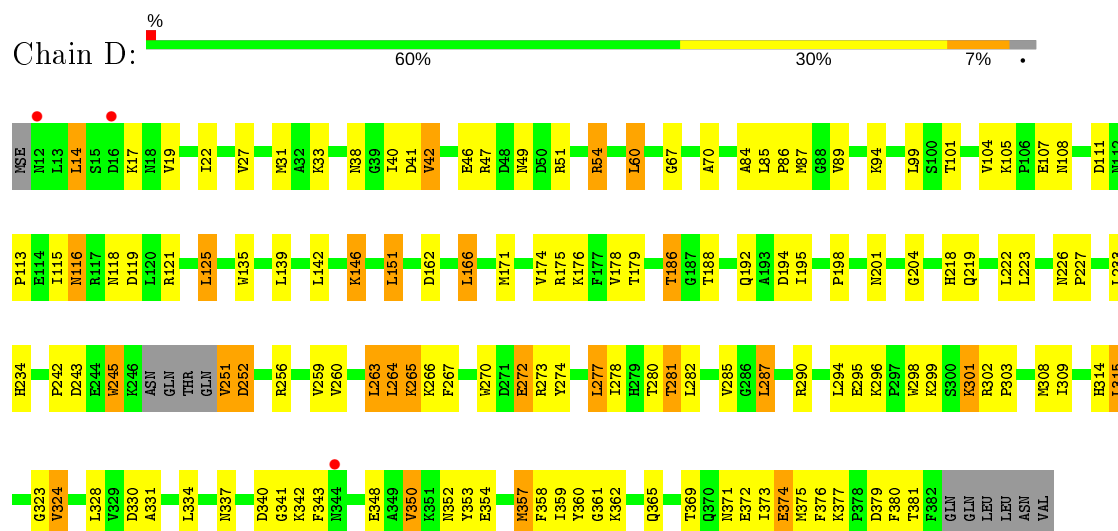 %
Chain D:
60% 30% 7% •
MSE N12 L13 L14 S15 D16 K17 N18 V19 I22 V27 M31 A32 K33 N38 G39 I40 D41 V42 E46 R47 D48 N49 D50 R51 R54 L60 G67 A70 A84 L85 P86 M87 G88 V89 K94 L99 S100 T101 V104 K105 P106 E107 N108 D111 N112
P113 E114 I115 N116 R117 N118 D119 L120 R121 L125 W135 L139 L142 K146 L151 D162 L166 M171 V174 R175 K176 F177 V178 T179 T186 G187 T188 Q192 A193 D194 I195 P198 N201 G204 H218 Q219 L222 L223 N226 P227 L233
H234 P242 D243 E244 W245 K246 ASN GLN THR GLN V251 D252 R256 V259 V260 L263 L264 K265 K266 F267 W270 D271 E272 R273 Y274 L277 I278 H279 T280 T281 L282 V285 G286 L287 R290 L294 E295 K296 P297 W298 K299 S300 K301 R302 P303 M308 I309 H314 L315
G323 V324 L328 V329 D330 A331 L334 N337 D340 G341 K342 F343 N344 E348 A349 V350 K351 N352 Y353 E354 M357 F358 I359 Y360 G361 K362 Q365 T369 Q370 N371 E372 I373 E374 M375 F376 K377 P378 D379 F380 T381 F382 GLN GLN LEU LEU ASN VAL